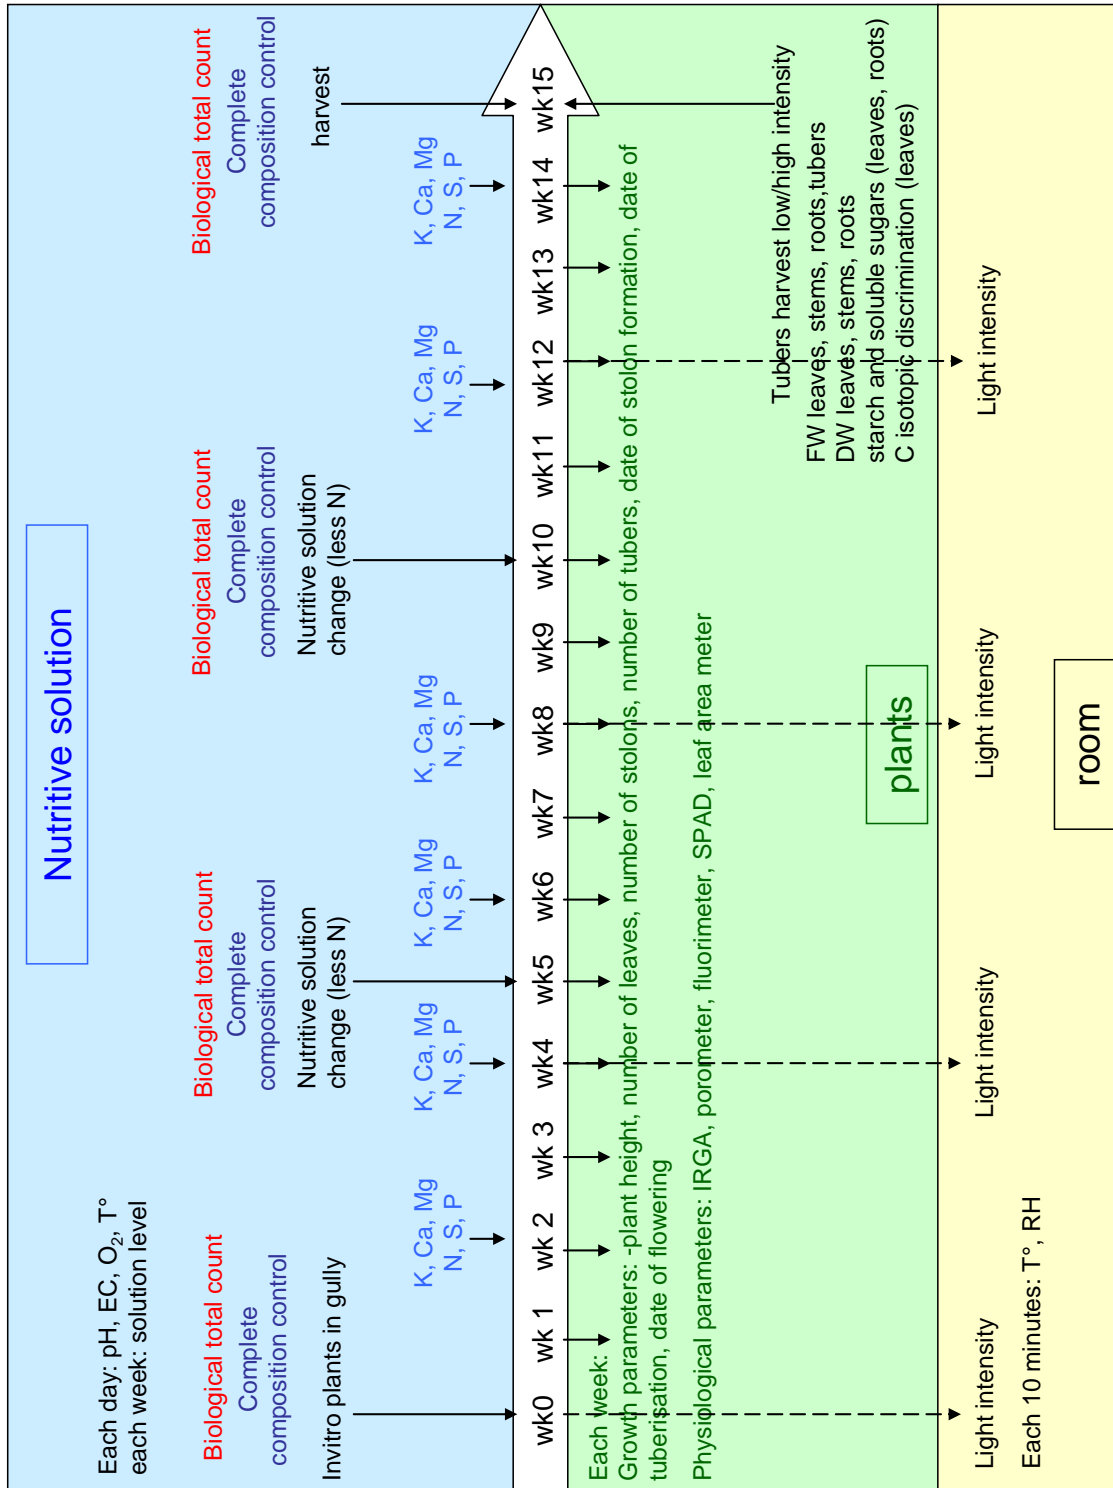 Nutritive solution
Each day: pH, EC, O₂, T°
each week: solution level
Biological total count
Complete
composition control
Invitro plants in gully
Biological total count
Complete
composition control
Nutritive solution
change (less N)
Biological total count
Complete
composition control
Nutritive solution
change (less N)
Biological total count
Complete
composition control
harvest
K, Ca, Mg
N, S, P
K, Ca, Mg
N, S, P
K, Ca, Mg
N, S, P
K, Ca, Mg
N, S, P
K, Ca, Mg
N, S, P
K, Ca, Mg
N, S, P
wk0 wk 1 wk 2 wk 3 wk4 wk5 wk6 wk7 wk8 wk9 wk10 wk11 wk12 wk13 wk14 wk15
Each week:
Growth parameters: -plant height, number of leaves, number of stolons, number of tubers, date of stolon formation, date of
tuberisation, date of flowering
Physiological parameters: IRGA, porometer, fluorimeter, SPAD, leaf area meter
Tubers harvest low/high intensity
FW leaves, stems, roots,tubers
DW leaves, stems, roots
starch and soluble sugars (leaves, roots)
C isotopic discrimination (leaves)
plants
Light intensity
Light intensity
Light intensity
Light intensity
Each 10 minutes: T°, RH
room